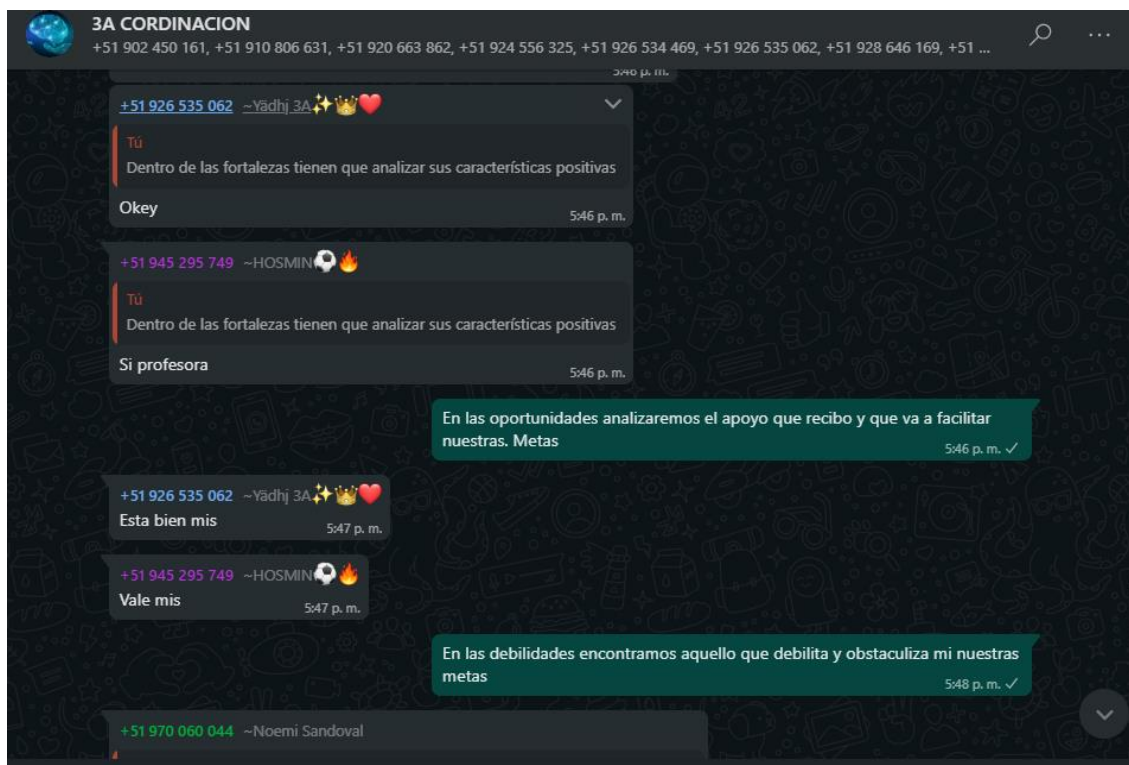 3A CORDINACION
+51 902 450 161, +51 910 806 631, +51 920 663 862, +51 924 556 325, +51 926 534 469, +51 926 535 062, +51 928 646 169, +51 ...
5:46 p. m.
+51 926 535 062 ~Yädhj 3A✨👑❤️
Tú
Dentro de las fortalezas tienen que analizar sus características positivas
Okey
5:46 p. m.
+51 945 295 749 ~HOSMIN⚽🔥
Tú
Dentro de las fortalezas tienen que analizar sus características positivas
Si profesora
5:46 p. m.
En las oportunidades analizaremos el apoyo que recibo y que va a facilitar
nuestras. Metas
5:46 p. m.
+51 926 535 062 ~Yädhj 3A✨👑❤️
Esta bien mis
5:47 p. m.
+51 945 295 749 ~HOSMIN⚽🔥
Vale mis
5:47 p. m.
En las debilidades encontramos aquello que debilita y obstaculiza mi nuestras
metas
5:48 p. m.
+51 970 060 044 ~Noemi Sandoval